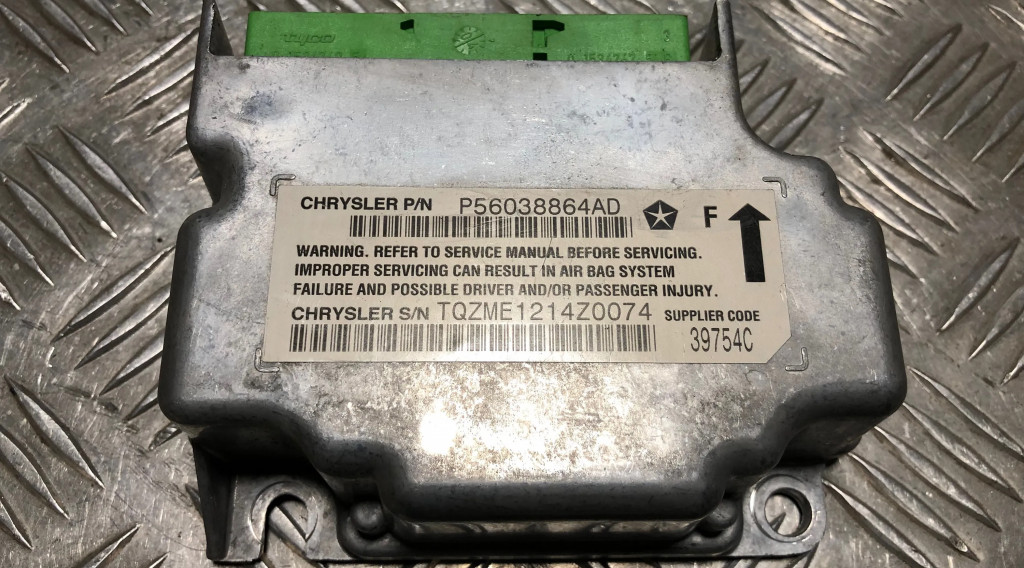 tyco
CHRYSLER P/N P56038864AD
F
WARNING. REFER TO SERVICE MANUAL BEFORE SERVICING.
IMPROPER SERVICING CAN RESULT IN AIR BAG SYSTEM
FAILURE AND POSSIBLE DRIVER AND/OR PASSENGER INJURY.
CHRYSLER S/N TQZME1214Z0074 SUPPLIER CODE
39754C